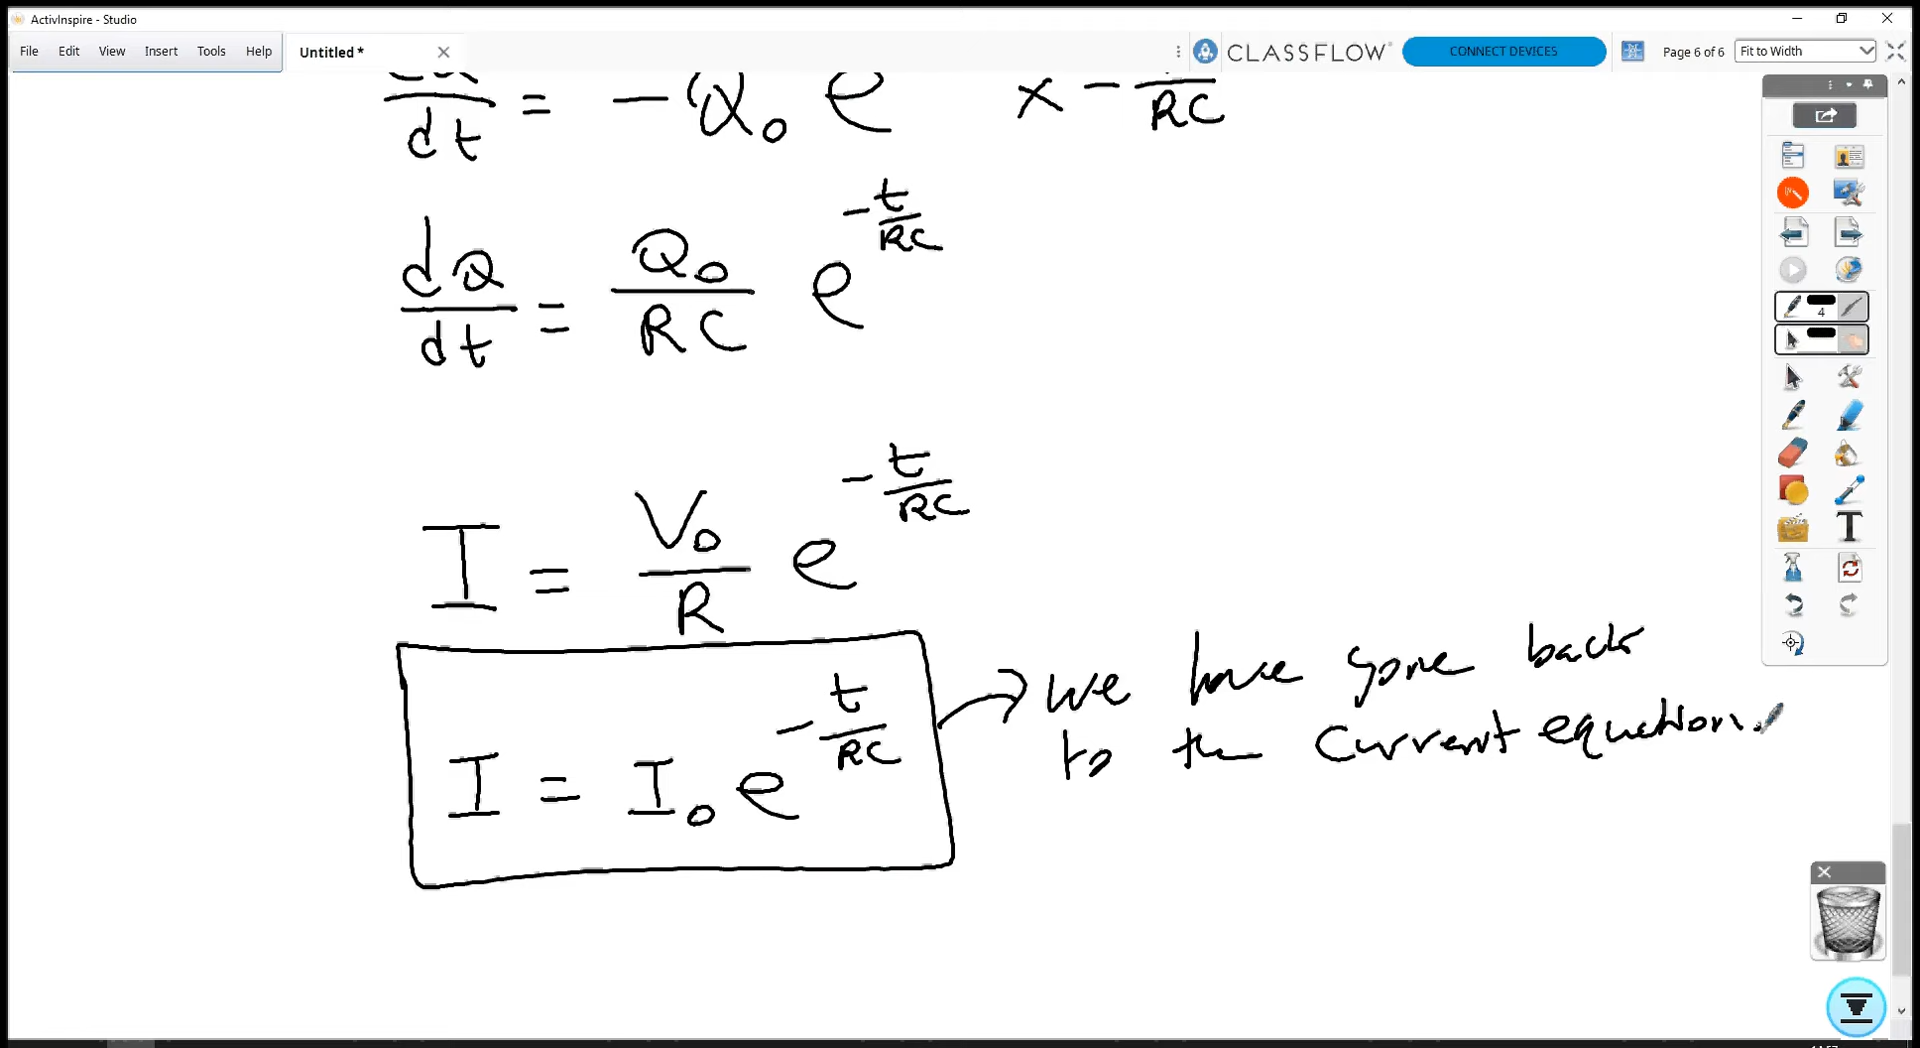 ActivInspire - Studio
File Edit View Insert Tools Help Untitled * CLASSFLOW CONNECT DEVICES Page 6 of 6 Fit to Width
dQ/dt = - Q₀ e × - /RC
dQ/dt = Q₀/RC e^(-t/RC)
4
I = V₀/R e^(-t/RC)
I = I₀ e^(-t/RC)
we have gone back
to the current equation.